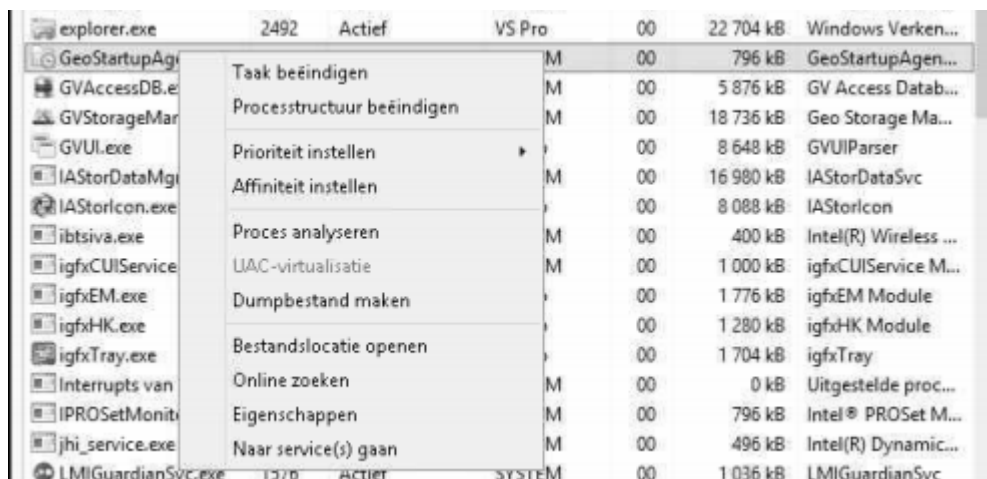 explorer.exe 2492 Actief VS Pro 00 22 704 kB Windows Verken...
GeoStartupAg M 00 796 kB GeoStartupAgen...
Taak beëindigen
GVAccessDB.e M 00 5 876 kB GV Access Datab...
Processtructuur beëindigen
GVStorageMar M 00 18 736 kB Geo Storage Ma...
GVUI.exe 00 8 648 kB GVUIParser
Prioriteit instellen
IAStorDataMg M 00 16 980 kB IAStorDataSvc
Affiniteit instellen
IAStorIcon.exe 00 8 088 kB IAStorIcon
ibtsiva.exe M 00 400 kB Intel(R) Wireless ...
Proces analyseren
igfxCUIService M 00 1 000 kB igfxCUIService M...
UAC-virtualisatie
igfxEM.exe 00 1 776 kB igfxEM Module
Dumpbestand maken
igfxHK.exe 00 1 280 kB igfxHK Module
igfxTray.exe 00 1 704 kB igfxTray
Bestandslocatie openen
Interrupts van M 00 0 kB Uitgestelde proc...
Online zoeken
IPROSetMonit M 00 796 kB Intel® PROSet M...
Eigenschappen
jhi_service.exe M 00 496 kB Intel(R) Dynamic...
Naar service(s) gaan
LMIGuardianSvc.exe 1576 Actief SYSTEM 00 1 036 kB LMIGuardianSvc